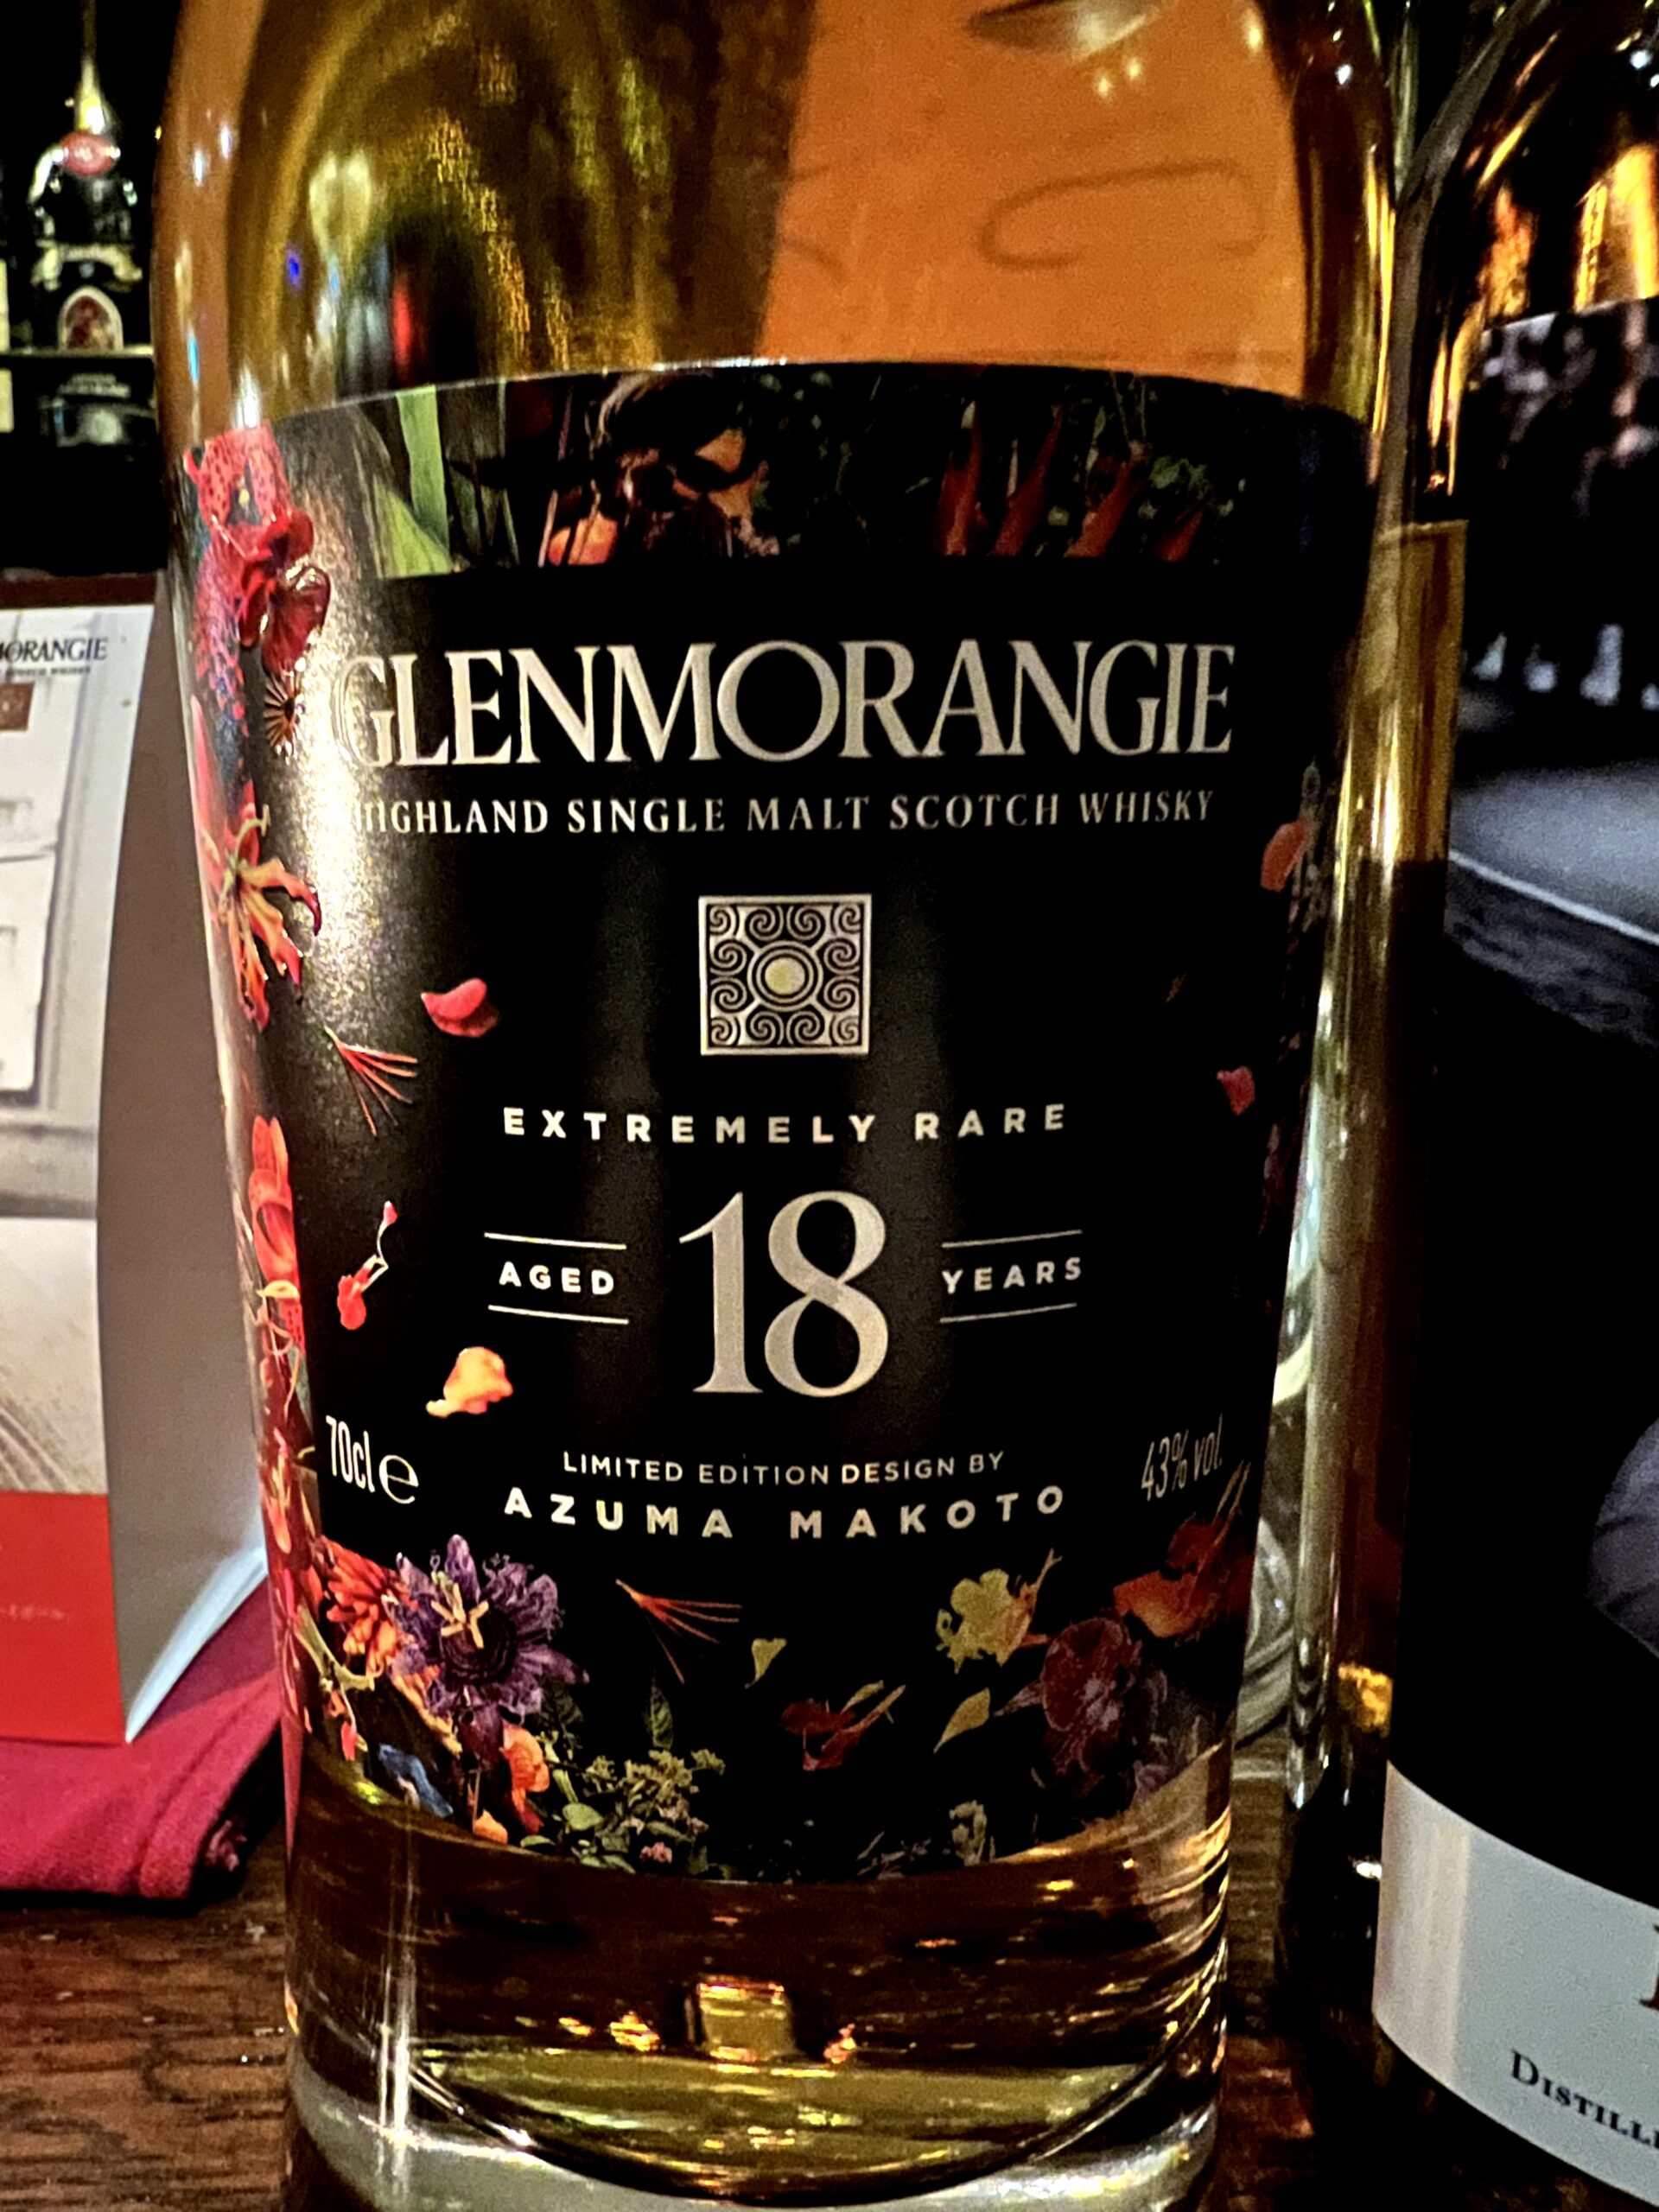 GLENMORANGIE
HIGHLAND SINGLE MALT SCOTCH WHISKY
EXTREMELY RARE
AGED 18 YEARS
70cl e
43% vol.
LIMITED EDITION DESIGN BY
AZUMA MAKOTO
MORANGIE